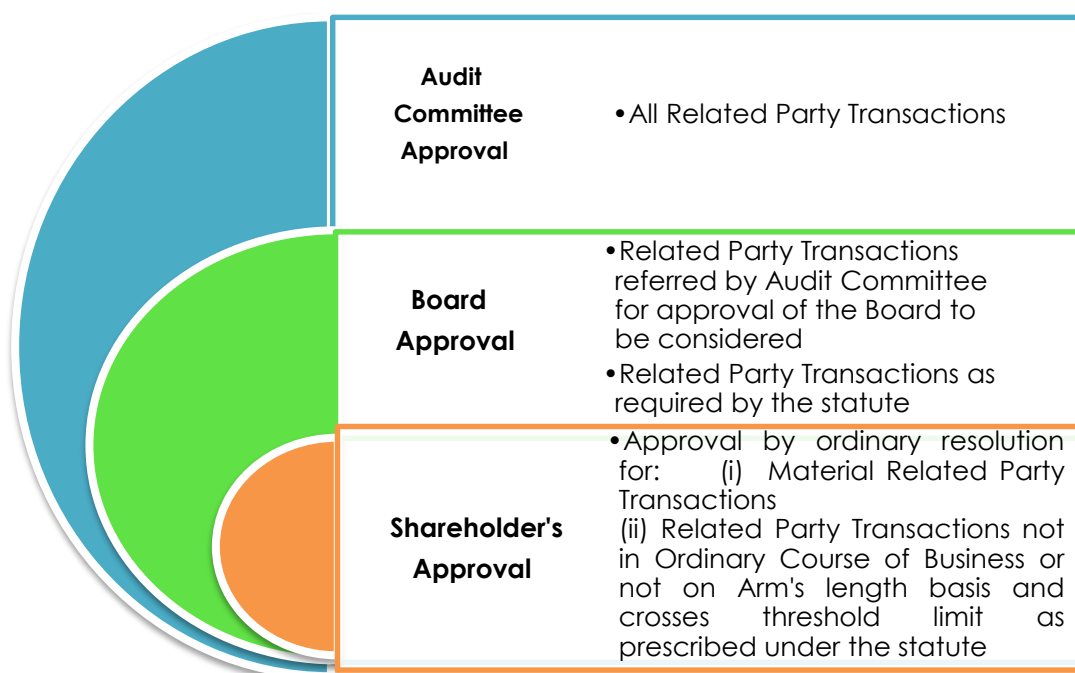 Audit
Committee
Approval
•All Related Party Transactions
Board
Approval
•Related Party Transactions
referred by Audit Committee
for approval of the Board to
be considered
•Related Party Transactions as
required by the statute
Shareholder's
Approval
•Approval by ordinary resolution
for: (i) Material Related Party
Transactions
(ii) Related Party Transactions not
in Ordinary Course of Business or
not on Arm's length basis and
crosses threshold limit as
prescribed under the statute